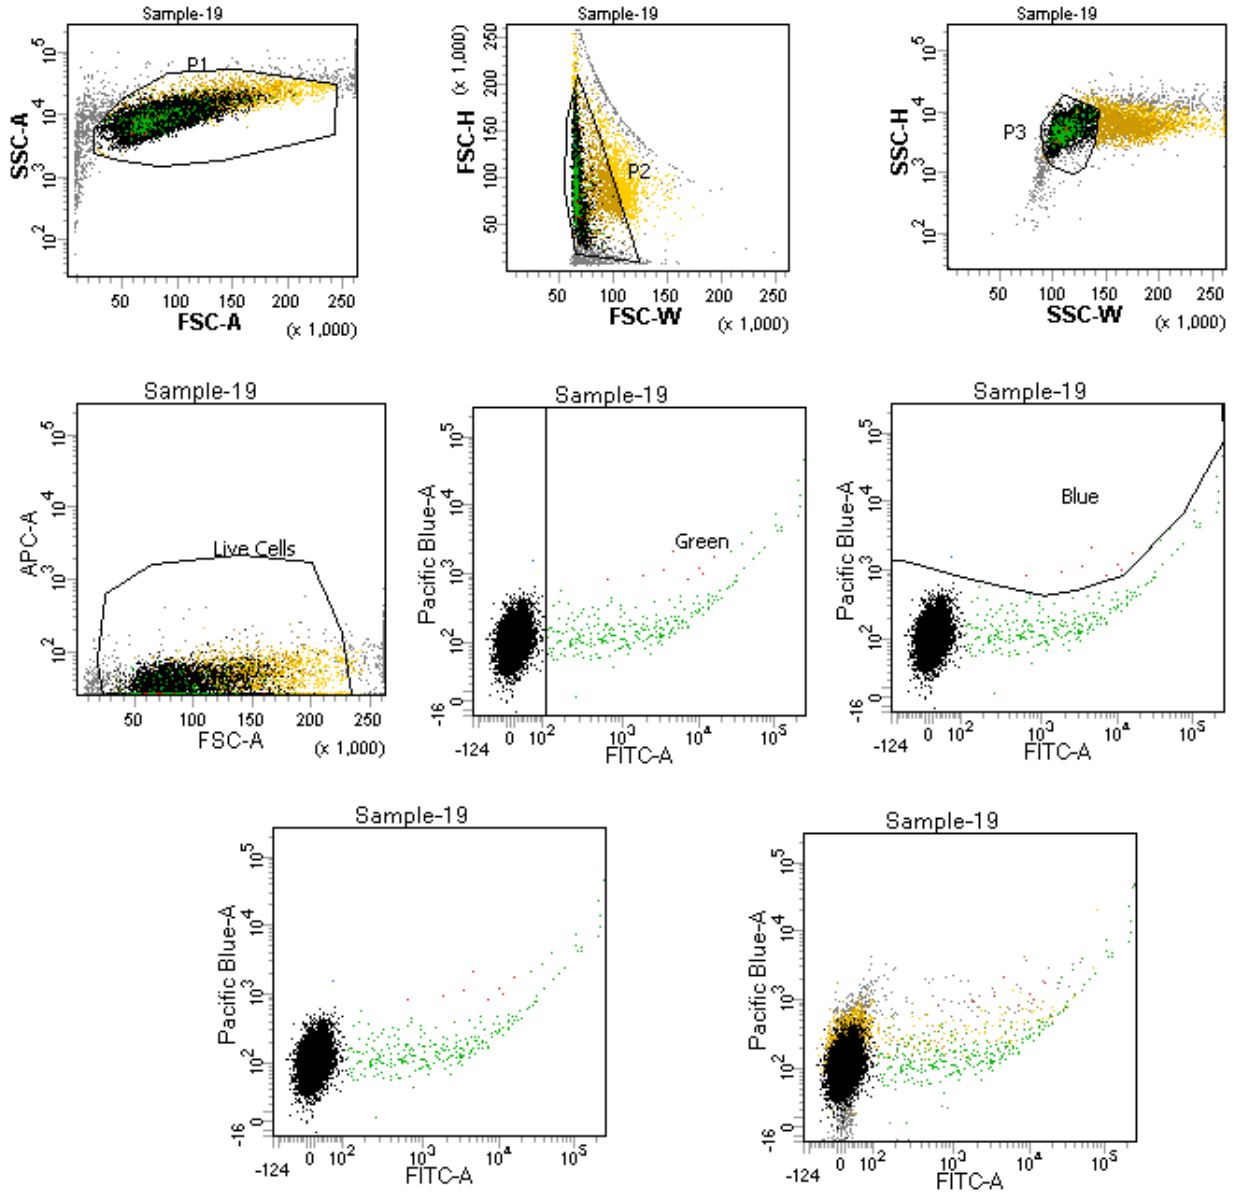 Sample-19
SSC-A
10^5
10^4
10^3
10^2
P1
50 100 150 200 250
FSC-A
(x 1,000)
Sample-19
FSC-H
(x 1,000)
250
200
150
100
50
P2
50 100 150 200 250
FSC-W
(x 1,000)
Sample-19
SSC-H
10^5
10^4
10^3
10^2
P3
50 100 150 200 250
SSC-W
(x 1,000)
Sample-19
APC-A
10^5
10^4
10^3
10^2
Live Cells
50 100 150 200 250
FSC-A
(x 1,000)
Sample-19
Pacific Blue-A
10^5
10^4
10^3
10^2
0
-16
Green
-124 0 10^2 10^3 10^4 10^5
FITC-A
Sample-19
Pacific Blue-A
10^5
10^4
10^3
10^2
0
-16
Blue
-124 0 10^2 10^3 10^4 10^5
FITC-A
Sample-19
Pacific Blue-A
10^5
10^4
10^3
10^2
0
-16
-124 0 10^2 10^3 10^4 10^5
FITC-A
Sample-19
Pacific Blue-A
10^5
10^4
10^3
10^2
0
-16
-124 0 10^2 10^3 10^4 10^5
FITC-A